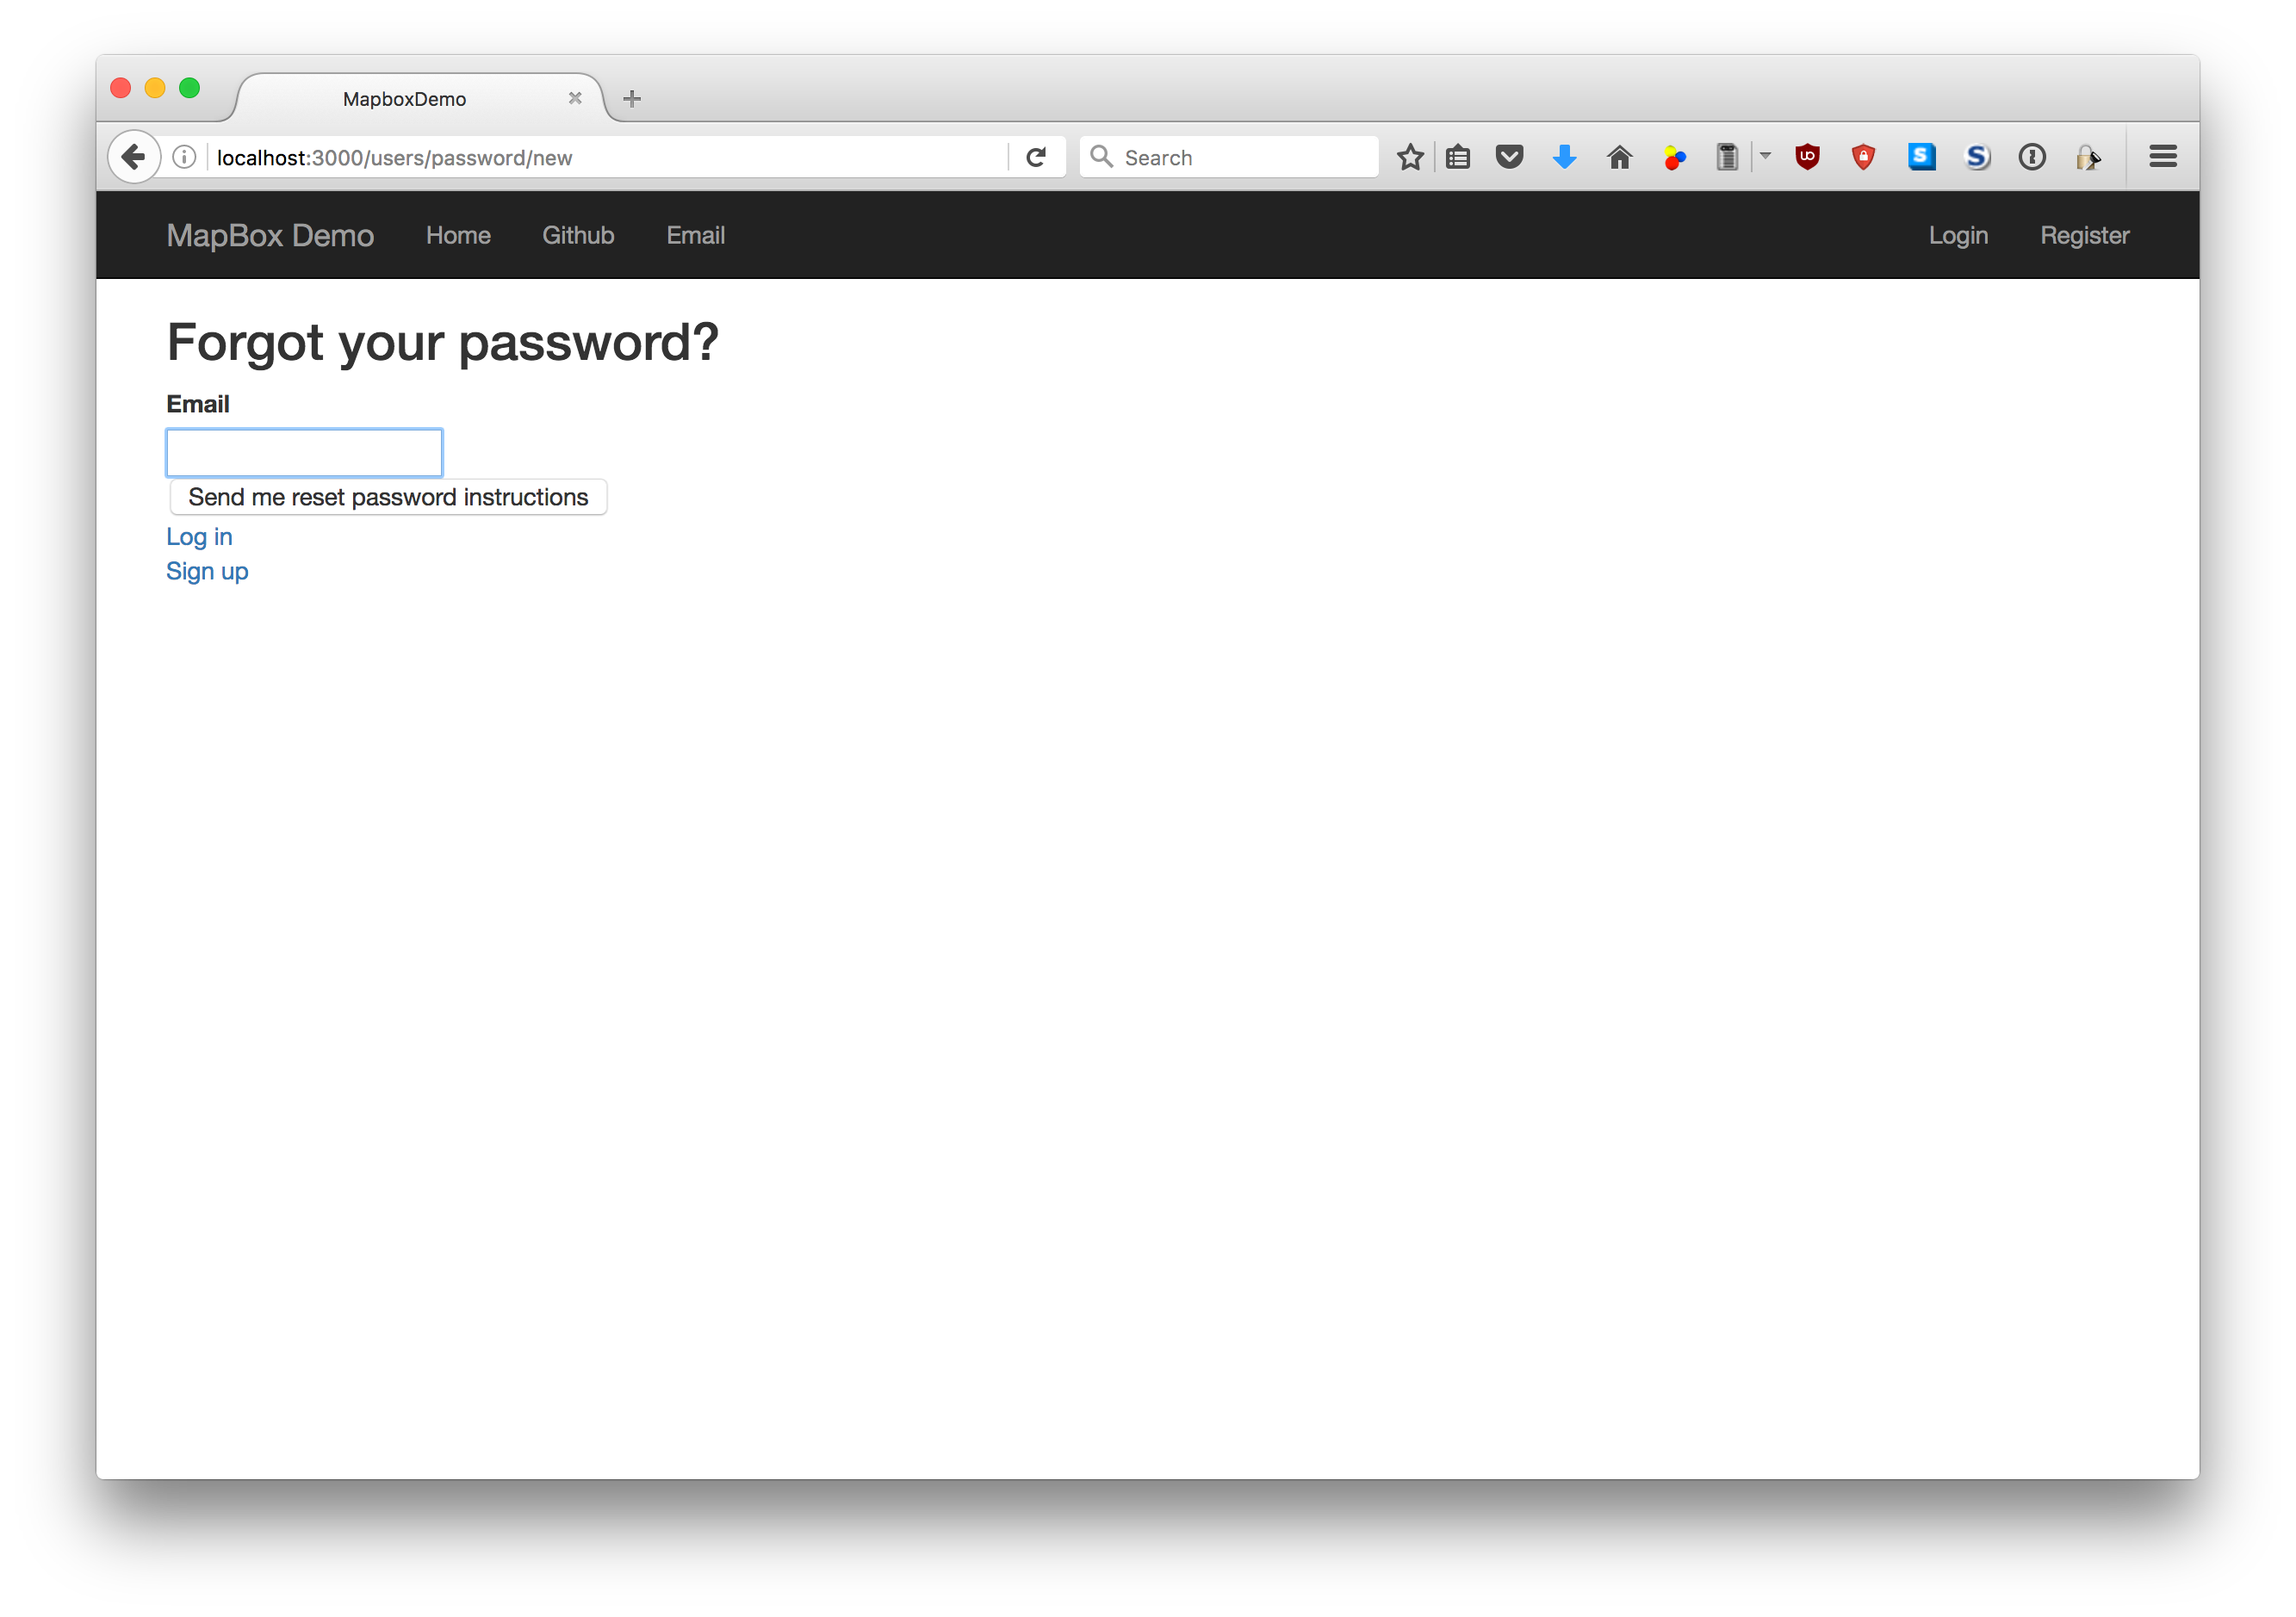 MapboxDemo
localhost:3000/users/password/new
Search
MapBox Demo Home Github Email Login Register
Forgot your password?
Email
Send me reset password instructions
Log in
Sign up